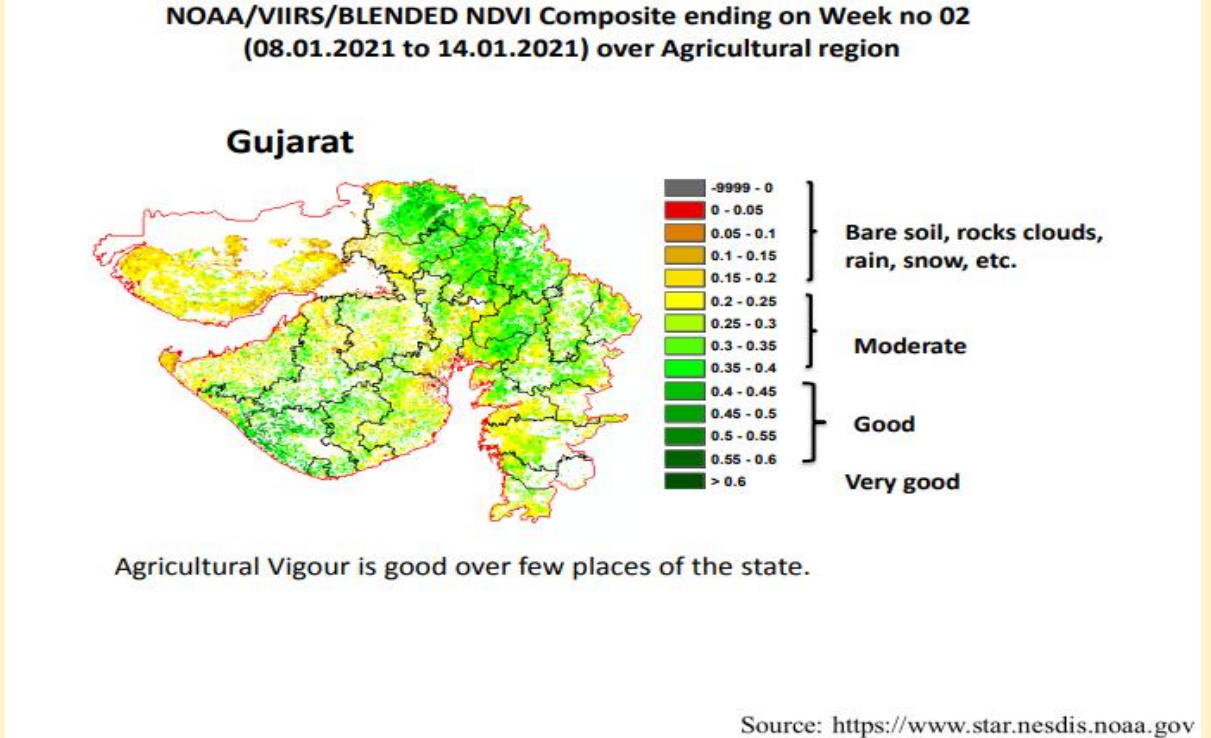 NOAA/VIIRS/BLENDED NDVI Composite ending on Week no 02
(08.01.2021 to 14.01.2021) over Agricultural region
Gujarat
-9999 - 0
0 - 0.05
0.05 - 0.1
0.1 - 0.15
0.15 - 0.2
0.2 - 0.25
0.25 - 0.3
0.3 - 0.35
0.35 - 0.4
0.4 - 0.45
0.45 - 0.5
0.5 - 0.55
0.55 - 0.6
> 0.6
Bare soil, rocks clouds,
rain, snow, etc.
Moderate
Good
Very good
Agricultural Vigour is good over few places of the state.
Source: https://www.star.nesdis.noaa.gov